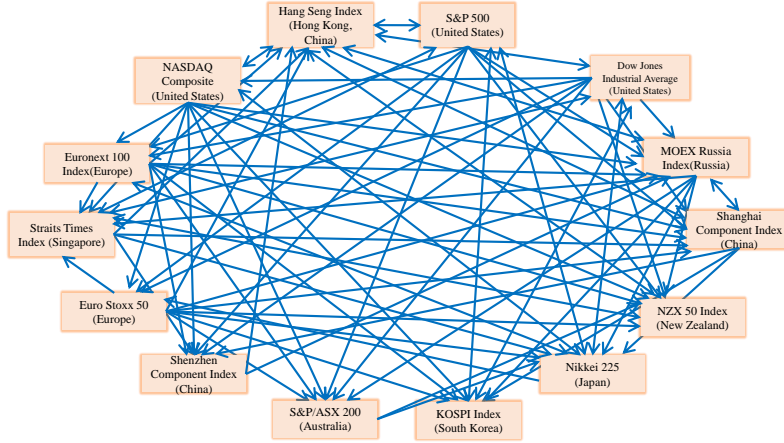 Hang Seng Index
(Hong Kong,
China)
S&P 500
(United States)
NASDAQ
Composite
(United States)
Dow Jones
Industrial Average
(United States)
Euronext 100
Index(Europe)
MOEX Russia
Index(Russia)
Straits Times
Index (Singapore)
Shanghai
Component Index
(China)
Euro Stoxx 50
(Europe)
NZX 50 Index
(New Zealand)
Shenzhen
Component Index
(China)
Nikkei 225
(Japan)
S&P/ASX 200
(Australia)
KOSPI Index
(South Korea)